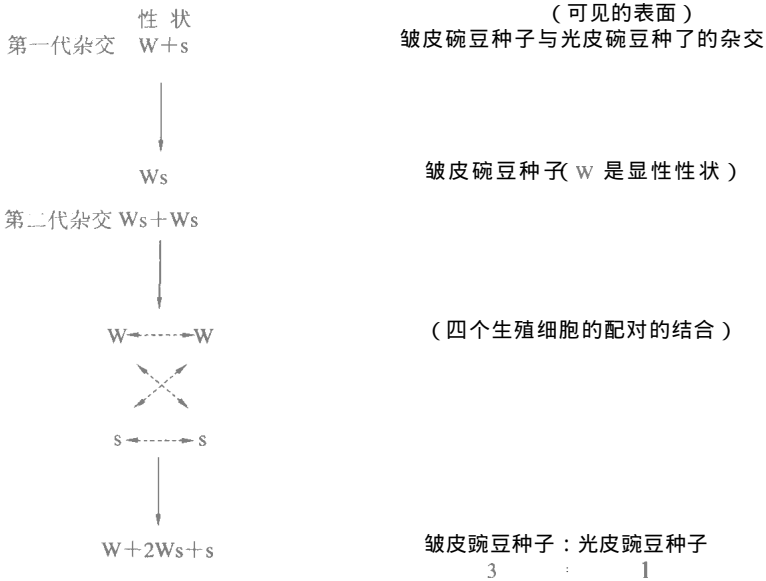 性 状
(可见的表面)
第一代杂交 W+s
皱皮碗豆种子与光皮碗豆种了的杂交
Ws
皱皮碗豆种子(W 是显性性状)
第二代杂交 Ws+Ws
W W
(四个生殖细胞的配对的结合)
s s
W+2Ws+s
皱皮豌豆种子:光皮豌豆种子
3 : 1